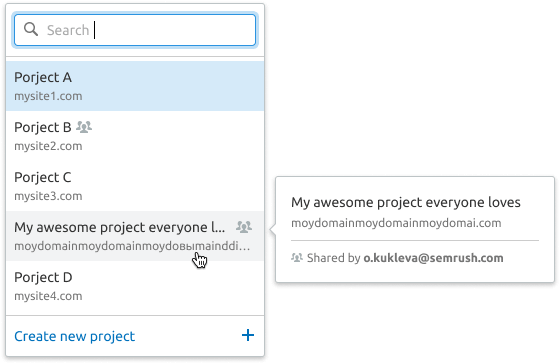 Search
Porject A
mysite1.com
Porject B
mysite2.com
Porject C
mysite3.com
My awesome project everyone l...
moydomainmoydomainmoydовыmainddi...
Porject D
mysite4.com
Create new project
My awesome project everyone loves
moydomainmoydomainmoydomai.com
Shared by o.kukleva@semrush.com